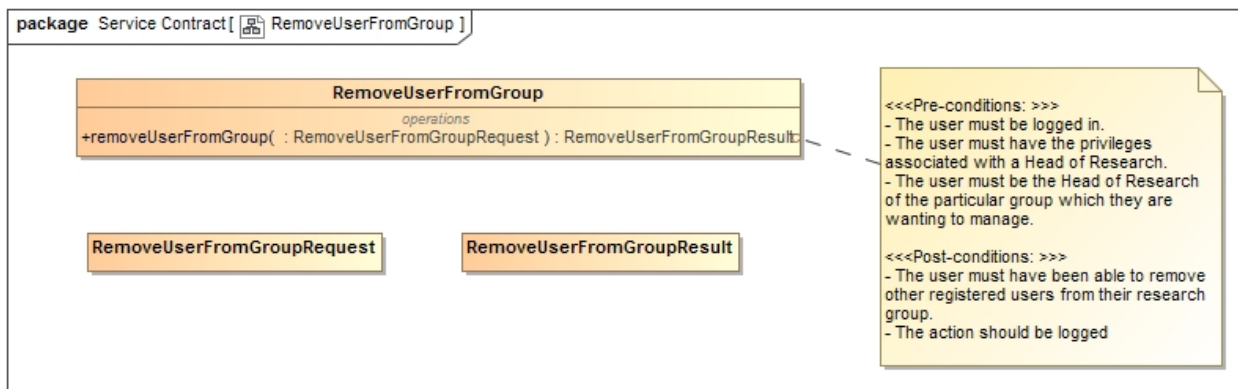 package Service Contract [ RemoveUserFromGroup ]
RemoveUserFromGroup
operations
+removeUserFromGroup( : RemoveUserFromGroupRequest ) : RemoveUserFromGroupResult
<<<Pre-conditions: >>>
- The user must be logged in.
- The user must have the privileges
associated with a Head of Research.
- The user must be the Head of Research
of the particular group which they are
wanting to manage.
<<<Post-conditions: >>>
- The user must have been able to remove
other registered users from their research
group.
- The action should be logged
RemoveUserFromGroupRequest
RemoveUserFromGroupResult